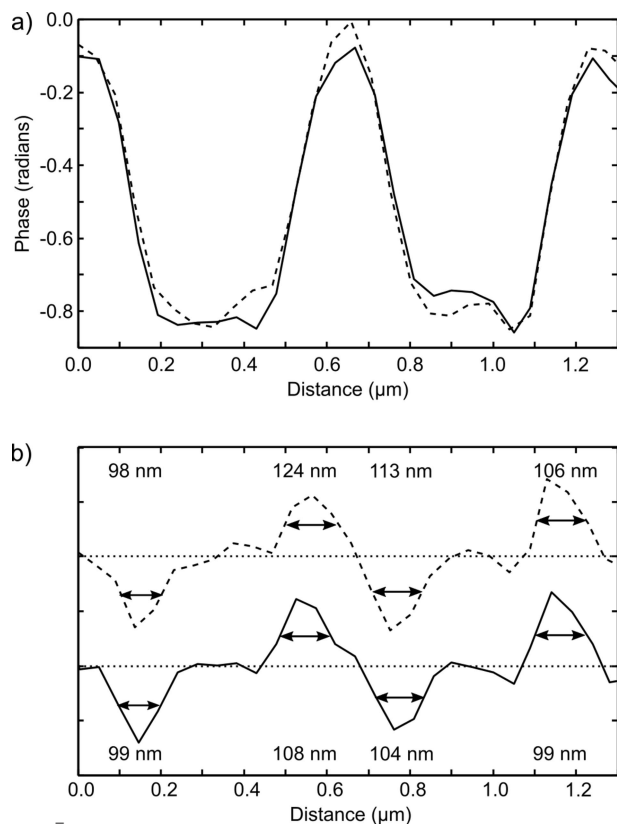 a)
0.0
-0.2
-0.4
-0.6
-0.8
Phase (radians)
0.0 0.2 0.4 0.6 0.8 1.0 1.2
Distance (µm)
b)
98 nm 124 nm 113 nm 106 nm
99 nm 108 nm 104 nm 99 nm
0.0 0.2 0.4 0.6 0.8 1.0 1.2
Distance (µm)